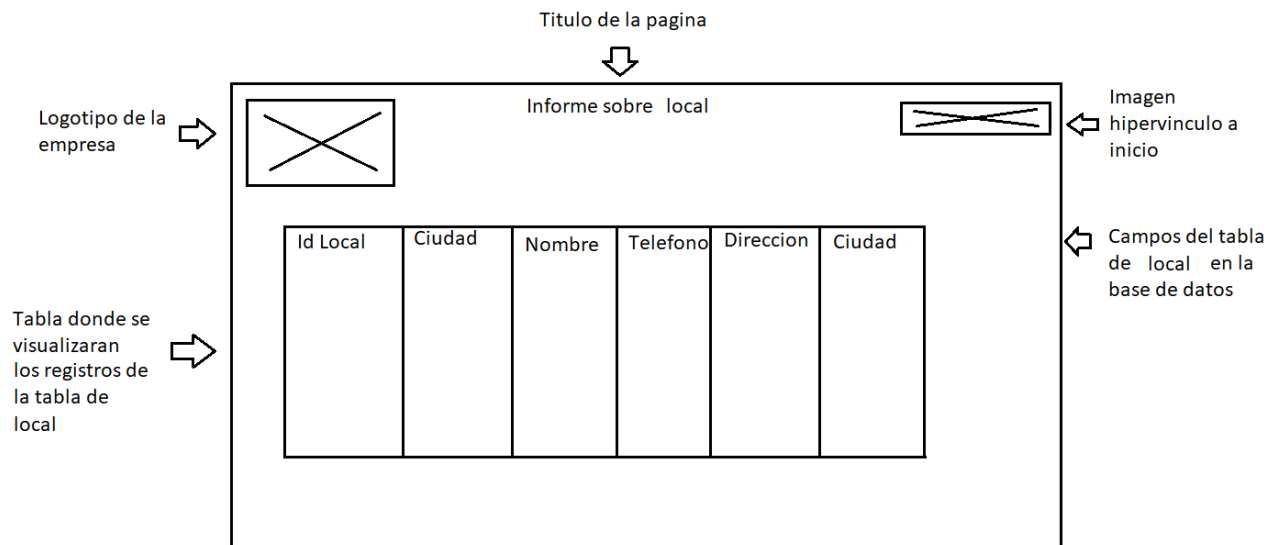 Titulo de la pagina
Logotipo de la
empresa
Informe sobre local
Imagen
hipervinculo a
inicio
Id Local
Ciudad
Nombre
Telefono
Direccion
Ciudad
Campos del tabla
de local en la
base de datos
Tabla donde se
visualizaran
los registros de
la tabla de
local